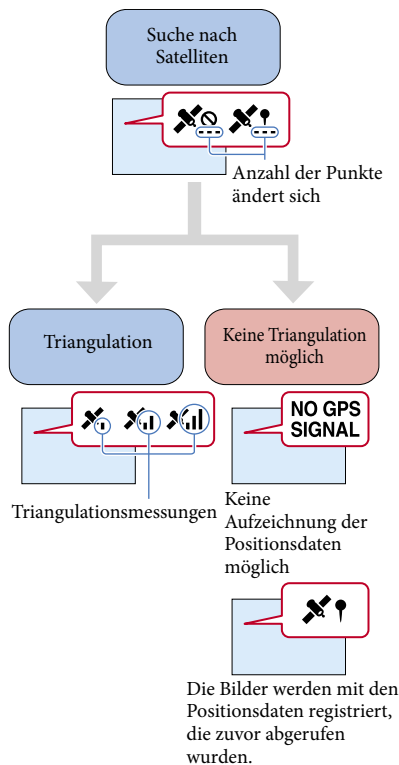 Suche nach
Satelliten
Anzahl der Punkte
ändert sich
Triangulation
Keine Triangulation
möglich
NO GPS
SIGNAL
Triangulationsmessungen
Keine
Aufzeichnung der
Positionsdaten
möglich
Die Bilder werden mit den
Positionsdaten registriert,
die zuvor abgerufen
wurden.